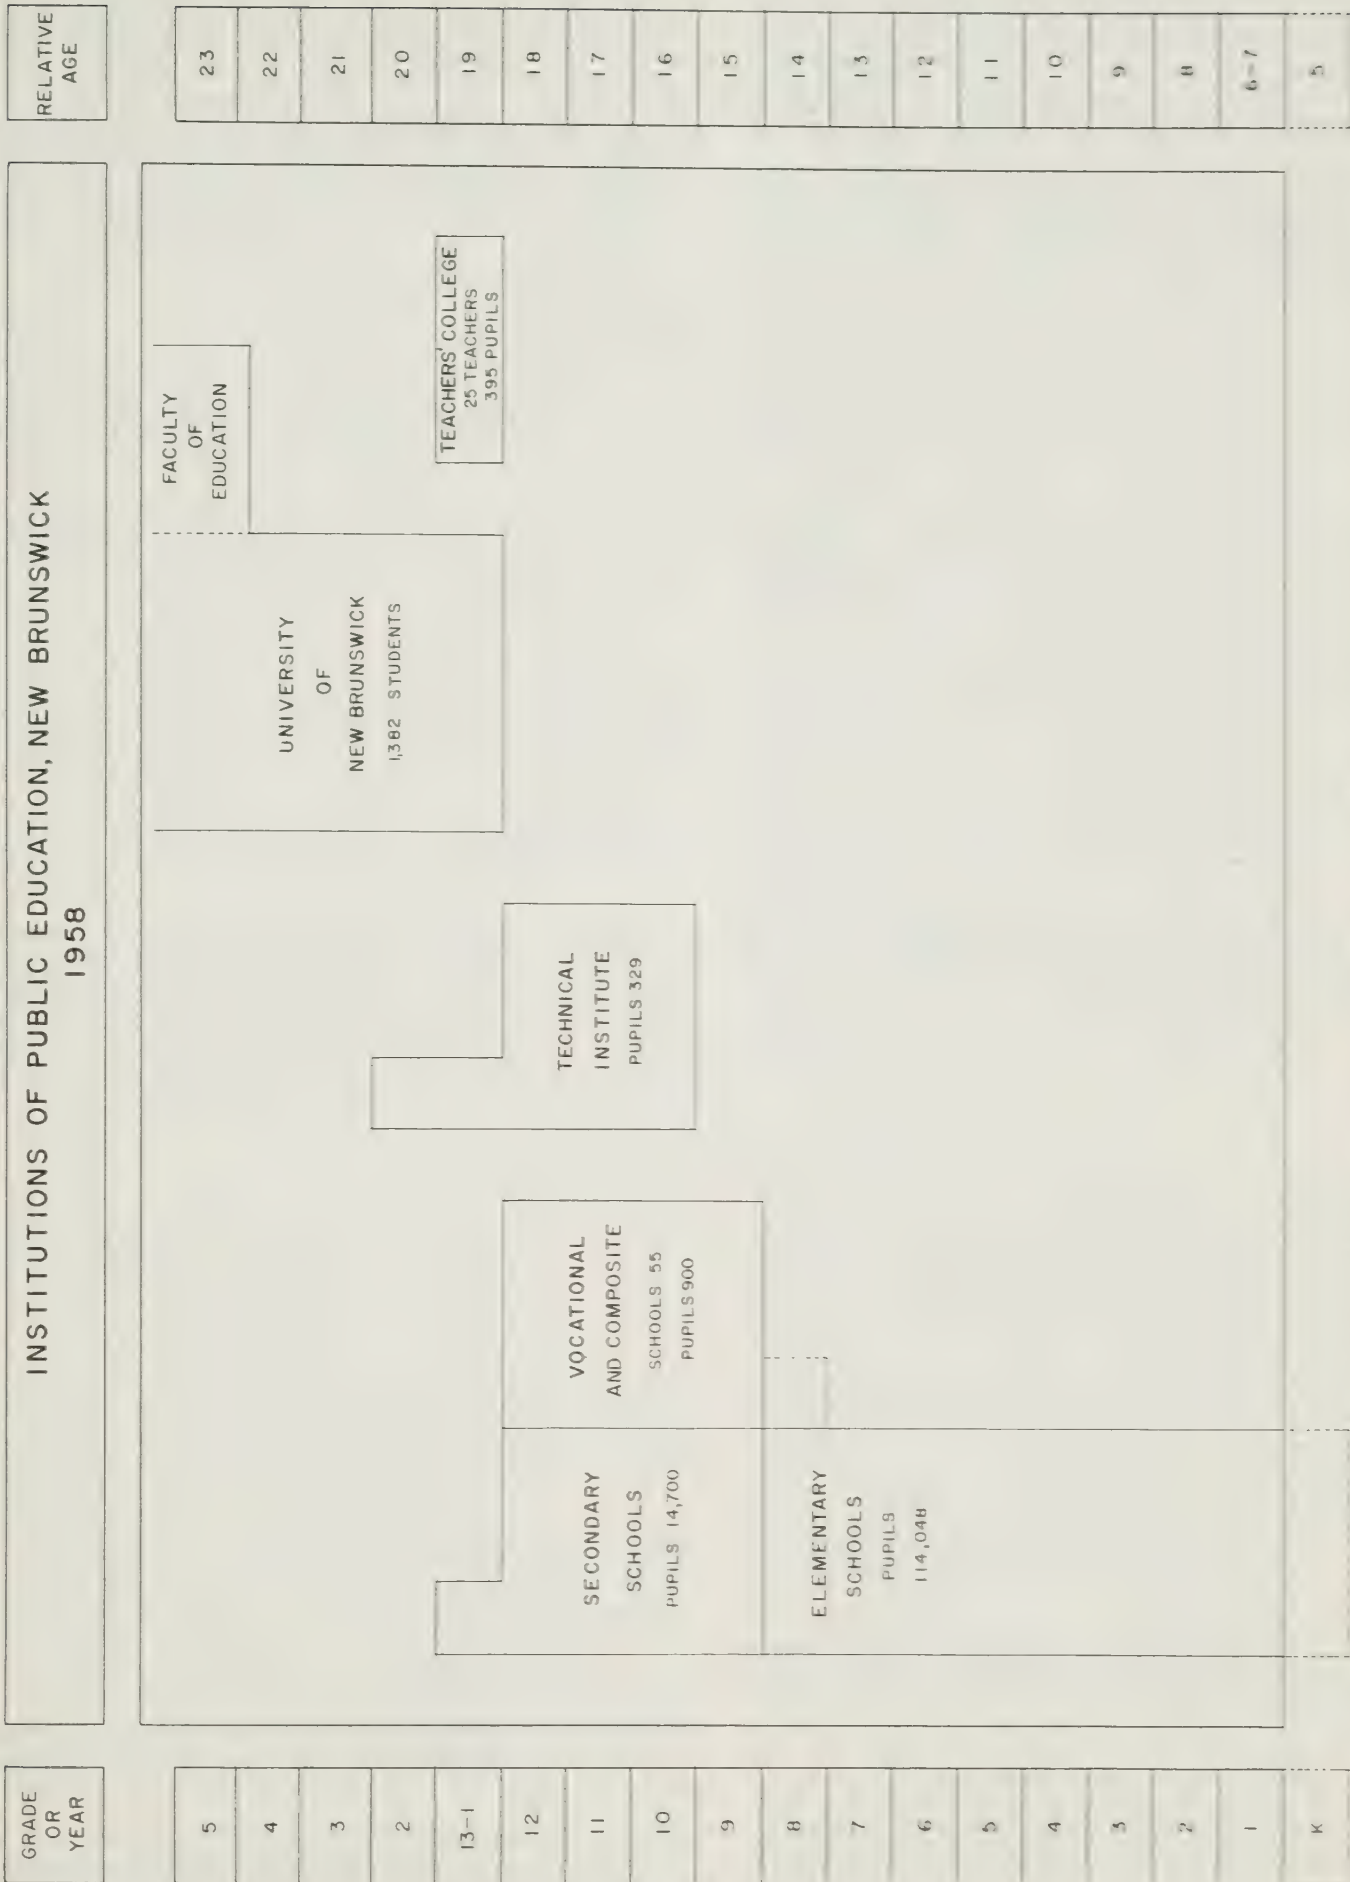 INSTITUTIONS OF PUBLIC EDUCATION, NEW BRUNSWICK
1958
GRADE
OR
YEAR
5
4
3
2
13-1
12
11
10
9
8
7
6
5
4
3
2
1
K
SECONDARY
SCHOOLS
PUPILS 14,700
ELEMENTARY
SCHOOLS
PUPILS
114,048
VOCATIONAL
AND COMPOSITE
SCHOOLS 55
PUPILS 900
TECHNICAL
INSTITUTE
PUPILS 329
UNIVERSITY
OF
NEW BRUNSWICK
1,382 STUDENTS
FACULTY
OF
EDUCATION
TEACHERS' COLLEGE
25 TEACHERS
395 PUPILS
RELATIVE
AGE
23
22
21
20
19
18
17
16
15
14
13
12
11
10
9
8
6-7
5